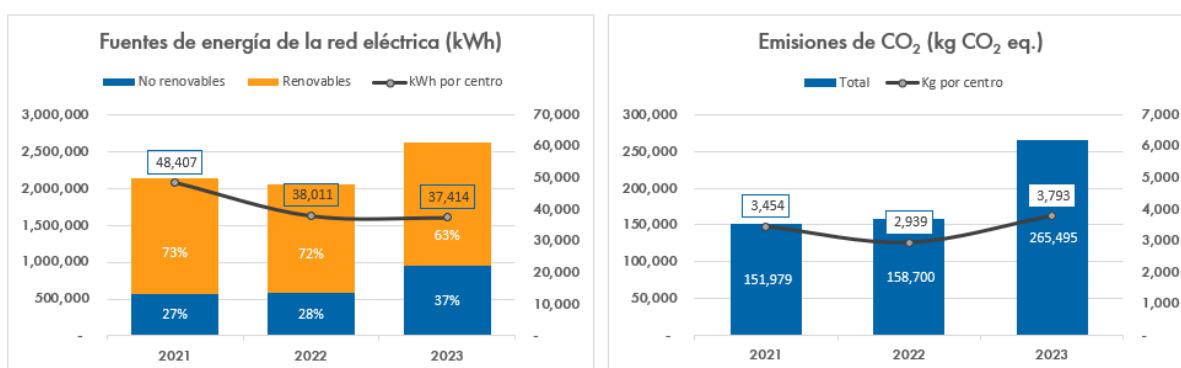 Fuentes de energía de la red eléctrica (kWh)
No renovables Renovables kWh por centro
3,000,000 70,000
2,500,000 60,000
48,407
2,000,000 38,011 37,414 50,000
1,500,000 40,000
73% 72% 63% 30,000
1,000,000 20,000
500,000 27% 28% 37% 10,000
- -
2021 2022 2023
Emisiones de CO₂ (kg CO₂ eq.)
Total Kg por centro
300,000 7,000
250,000 6,000
200,000 5,000
3,454 2,939 3,793
150,000 4,000
265,495 3,000
100,000 151,979 158,700 2,000
50,000 1,000
- -
2021 2022 2023